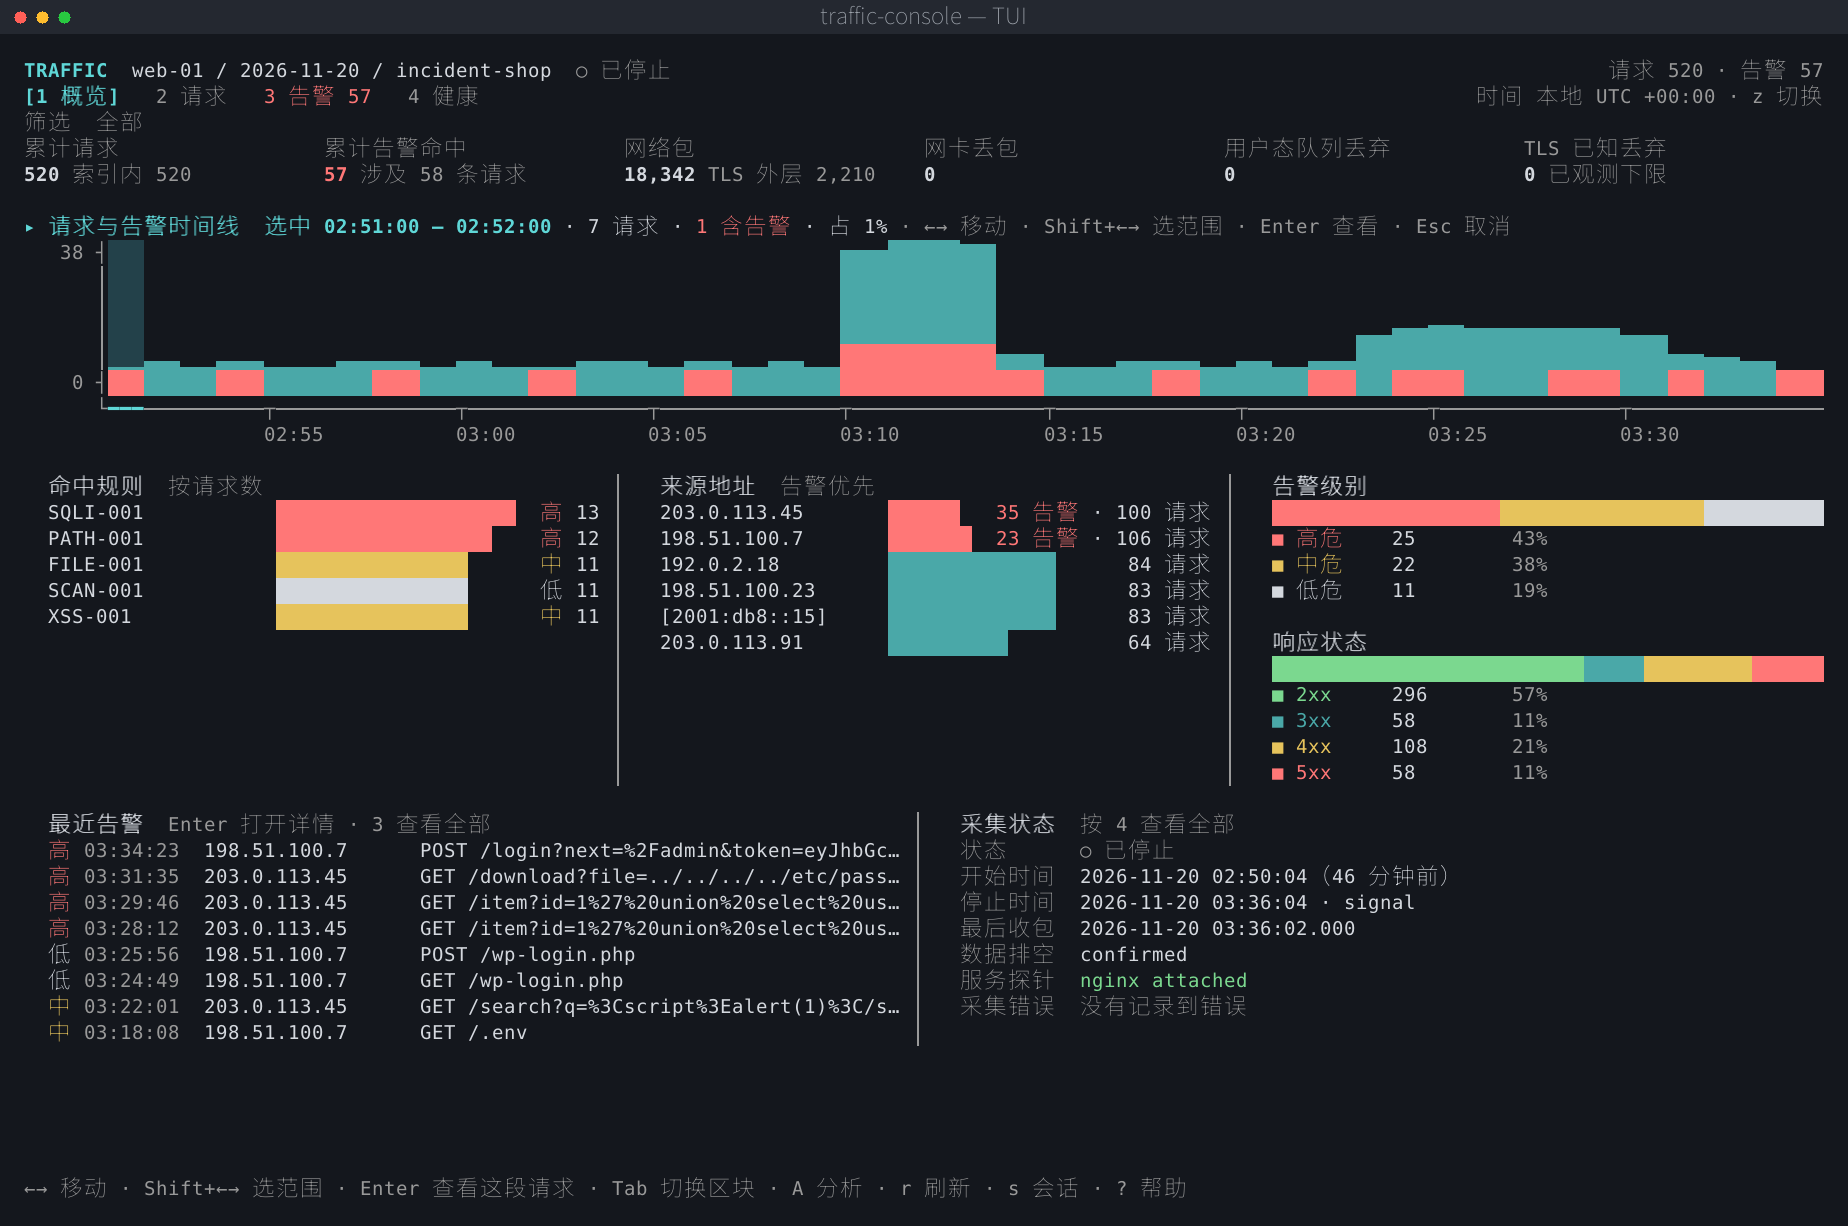 traffic-console — TUI
TRAFFIC web-01 / 2026-11-20 / incident-shop ○ 已停止 请求 520 · 告警 57
[1 概览] 2 请求 3 告警 57 4 健康 时间 本地 UTC +00:00 · z 切换
筛选 全部
累计请求 累计告警命中 网络包 网卡丢包 用户态队列丢弃 TLS 已知丢弃
520 索引内 520 57 涉及 58 条请求 18,342 TLS 外层 2,210 0 0 0 已观测下限
▸ 请求与告警时间线 选中 02:51:00 — 02:52:00 · 7 请求 · 1 含告警 · 占 1% · ←→ 移动 · Shift+←→ 选范围 · Enter 查看 · Esc 取消
38
0
02:55 03:00 03:05 03:10 03:15 03:20 03:25 03:30
命中规则 按请求数
SQLI-001 高 13
PATH-001 高 12
FILE-001 中 11
SCAN-001 低 11
XSS-001 中 11
来源地址 告警优先
203.0.113.45 35 告警 · 100 请求
198.51.100.7 23 告警 · 106 请求
192.0.2.18 84 请求
198.51.100.23 83 请求
[2001:db8::15] 83 请求
203.0.113.91 64 请求
告警级别
■ 高危 25 43%
■ 中危 22 38%
■ 低危 11 19%
响应状态
■ 2xx 296 57%
■ 3xx 58 11%
■ 4xx 108 21%
■ 5xx 58 11%
最近告警 Enter 打开详情 · 3 查看全部
高 03:34:23 198.51.100.7 POST /login?next=%2Fadmin&token=eyJhbGc…
高 03:31:35 203.0.113.45 GET /download?file=../../../../etc/pass…
高 03:29:46 203.0.113.45 GET /item?id=1%27%20union%20select%20us…
高 03:28:12 203.0.113.45 GET /item?id=1%27%20union%20select%20us…
低 03:25:56 198.51.100.7 POST /wp-login.php
低 03:24:49 198.51.100.7 GET /wp-login.php
中 03:22:01 203.0.113.45 GET /search?q=%3Cscript%3Ealert(1)%3C/s…
中 03:18:08 198.51.100.7 GET /.env
采集状态 按 4 查看全部
状态 ○ 已停止
开始时间 2026-11-20 02:50:04（46 分钟前）
停止时间 2026-11-20 03:36:04 · signal
最后收包 2026-11-20 03:36:02.000
数据排空 confirmed
服务探针 nginx attached
采集错误 没有记录到错误
←→ 移动 · Shift+←→ 选范围 · Enter 查看这段请求 · Tab 切换区块 · A 分析 · r 刷新 · s 会话 · ? 帮助